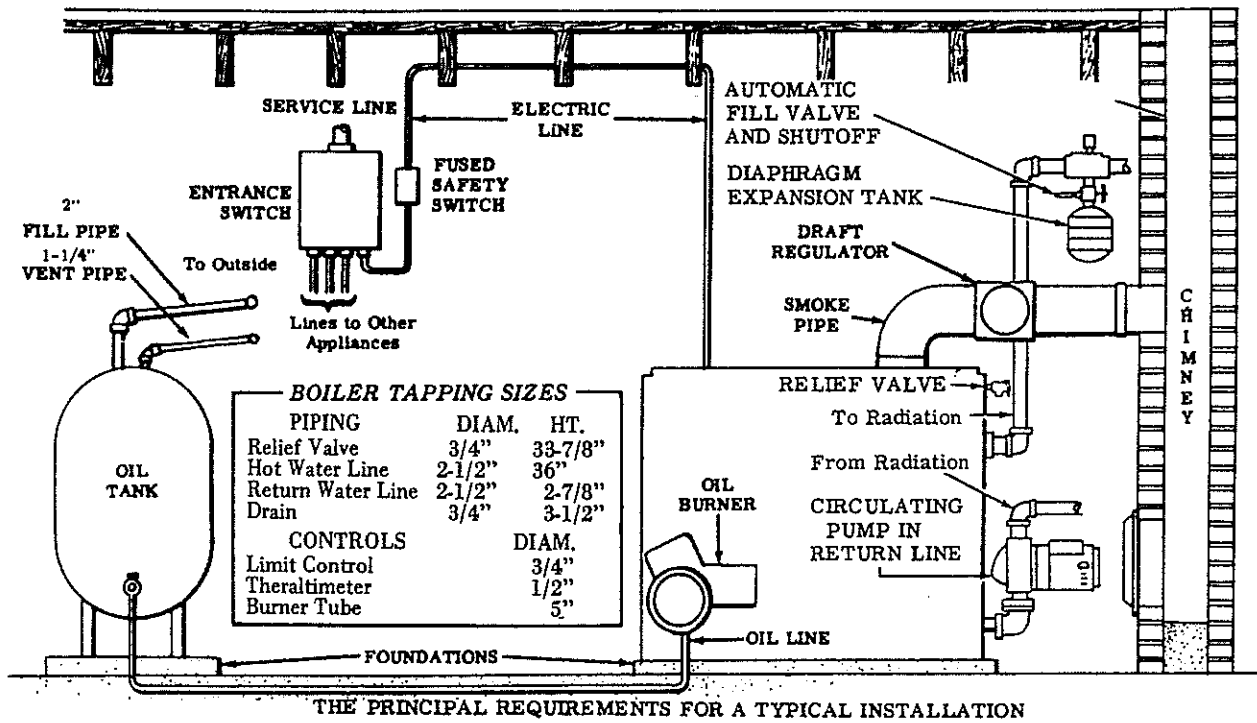 SERVICE LINE
ELECTRIC
LINE
AUTOMATIC
FILL VALVE
AND SHUTOFF
ENTRANCE
SWITCH
FUSED
SAFETY
SWITCH
DIAPHRAGM
EXPANSION TANK
2"
FILL PIPE
1-1/4"
VENT PIPE
To Outside
DRAFT
REGULATOR
SMOKE
PIPE
CHIMNEY
Lines to Other
Appliances
BOILER TAPPING SIZES
PIPING DIAM. HT.
Relief Valve 3/4" 33-7/8"
Hot Water Line 2-1/2" 36"
Return Water Line 2-1/2" 2-7/8"
Drain 3/4" 3-1/2"
CONTROLS DIAM.
Limit Control 3/4"
Theraltimeter 1/2"
Burner Tube 5"
RELIEF VALVE
To Radiation
From Radiation
OIL
TANK
OIL
BURNER
CIRCULATING
PUMP IN
RETURN LINE
OIL LINE
FOUNDATIONS
THE PRINCIPAL REQUIREMENTS FOR A TYPICAL INSTALLATION